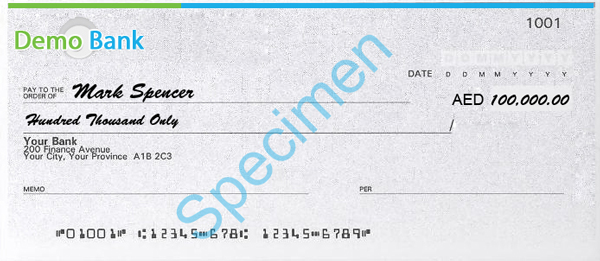 1001
Demo Bank
DATE
D D M M Y Y Y Y
PAY TO THE
ORDER OF Mark Spencer
AED 100,000.00
Hundred Thousand Only
Your Bank
200 Finance Avenue
Your City, Your Province A1B 2C3
MEMO
PER
⑈01001⑈ ⑆12345⑉678⑆ 12345⑉6789⑈
Specimen